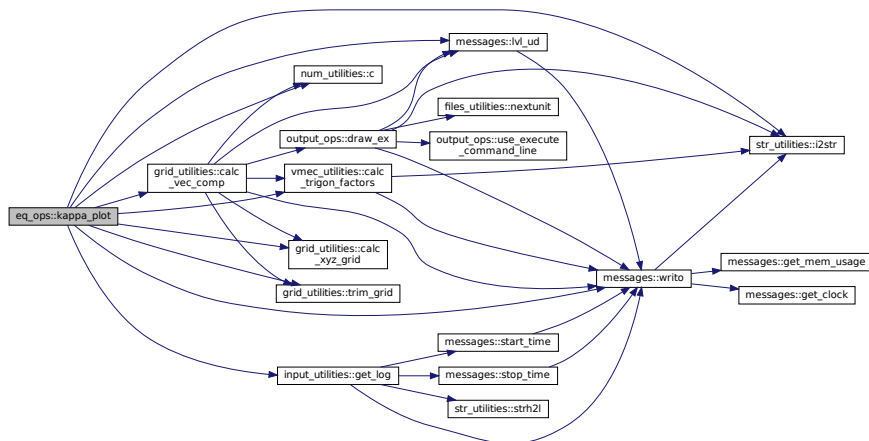 messages::lvl_ud
num_utilities::c
files_utilities::nextunit
output_ops::draw_ex
output_ops::use_execute
_command_line
str_utilities::i2str
grid_utilities::calc
_vec_comp
vmec_utilities::calc
_trigon_factors
eq_ops::kappa_plot
grid_utilities::calc
_xyz_grid
messages::get_mem_usage
messages::writo
grid_utilities::trim_grid
messages::get_clock
messages::start_time
input_utilities::get_log
messages::stop_time
str_utilities::strh2l